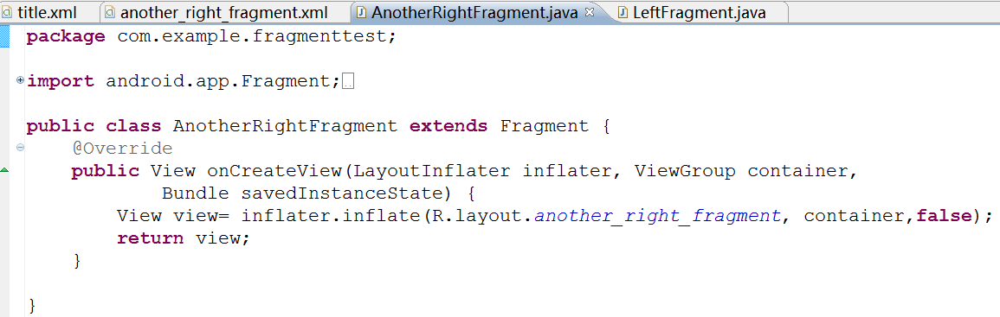 title.xml another_right_fragment.xml AnotherRightFragment.java LeftFragment.java
package com.example.fragmenttest;
import android.app.Fragment;
public class AnotherRightFragment extends Fragment {
@Override
public View onCreateView(LayoutInflater inflater, ViewGroup container,
Bundle savedInstanceState) {
View view= inflater.inflate(R.layout.another_right_fragment, container,false);
return view;
}
}